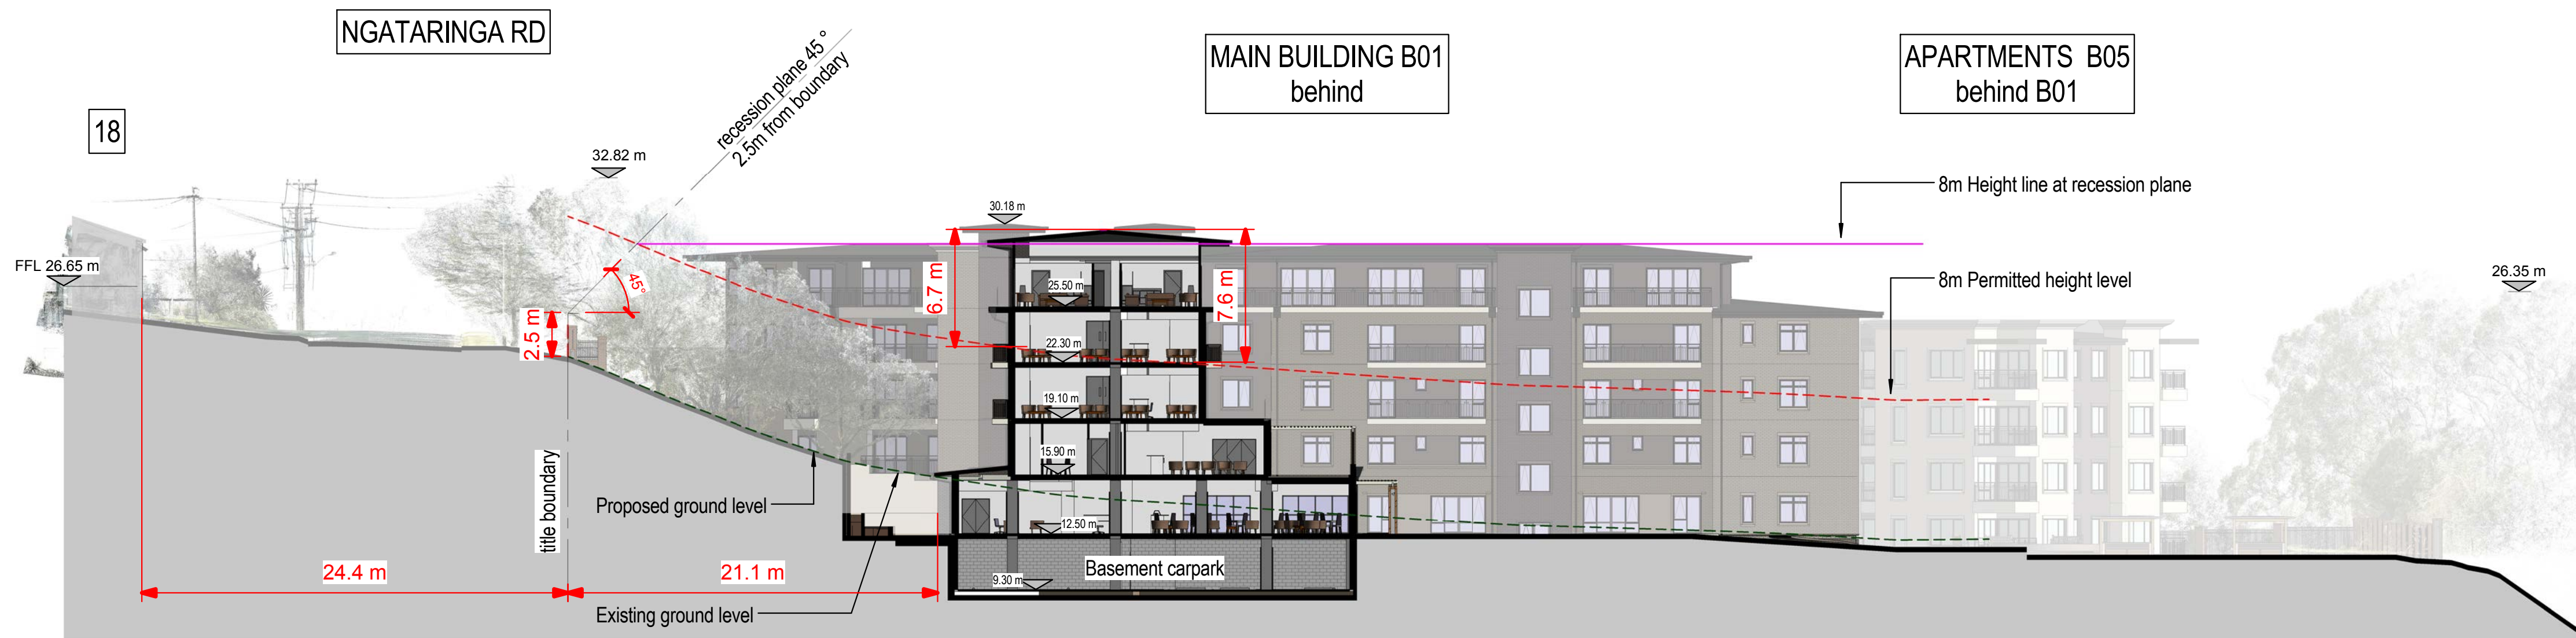 NGATARINGA RD
MAIN BUILDING B01
behind
APARTMENTS B05
behind B01
18
recession plane 45 °
2.5m from boundary
32.82 m
30.18 m
8m Height line at recession plane
FFL 26.65 m
45°
6.7 m
7.6 m
25.50 m
8m Permitted height level
26.35 m
2.5 m
22.30 m
19.10 m
15.90 m
title boundary
Proposed ground level
12.50 m
24.4 m
21.1 m
Basement carpark
9.30 m
Existing ground level